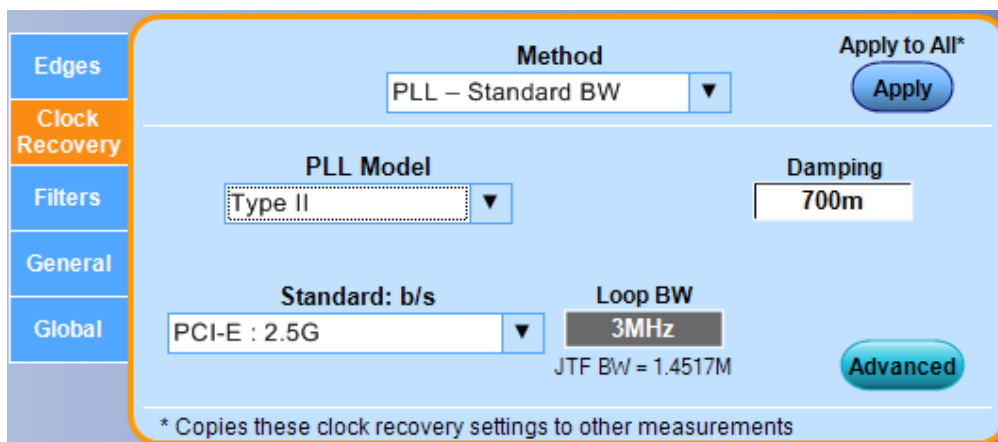 Edges
Clock
Recovery
Filters
General
Global
Method
PLL – Standard BW
Apply to All*
Apply
PLL Model
Type II
Damping
700m
Standard: b/s
PCI-E : 2.5G
Loop BW
3MHz
JTF BW = 1.4517M
Advanced
* Copies these clock recovery settings to other measurements